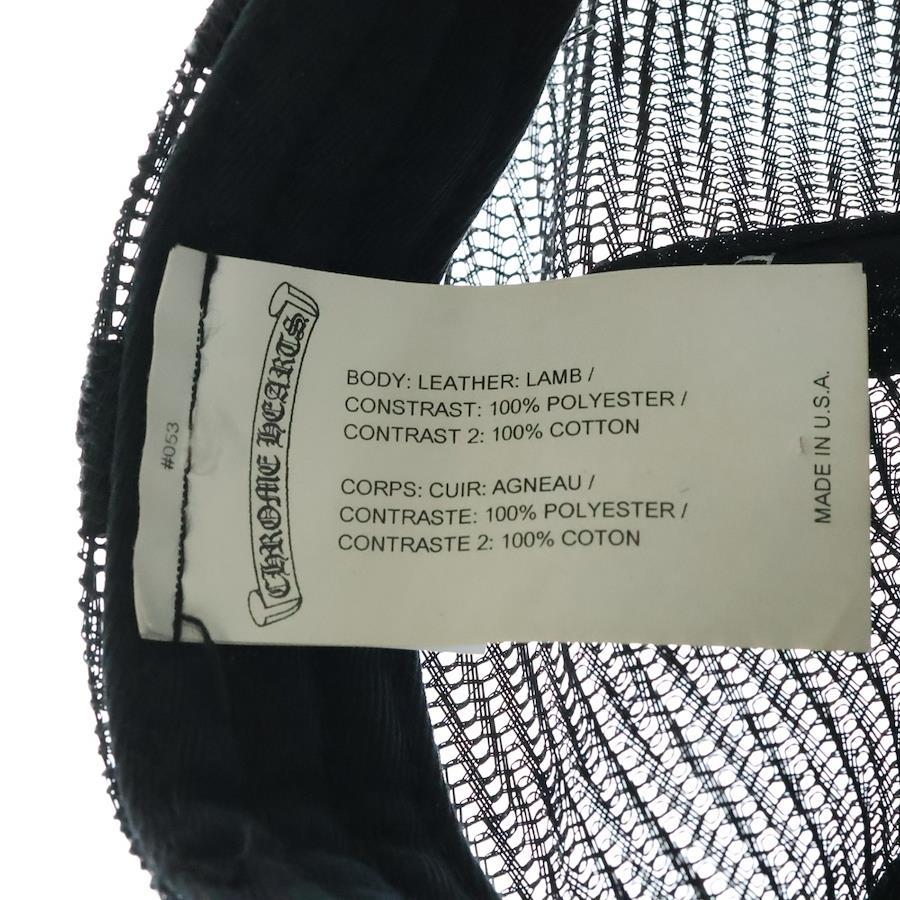 #053
CHROME HEARTS
BODY: LEATHER: LAMB /
CONSTRAST: 100% POLYESTER /
CONTRAST 2: 100% COTTON
CORPS: CUIR: AGNEAU /
CONTRASTE: 100% POLYESTER /
CONTRASTE 2: 100% COTON
MADE IN U.S.A.